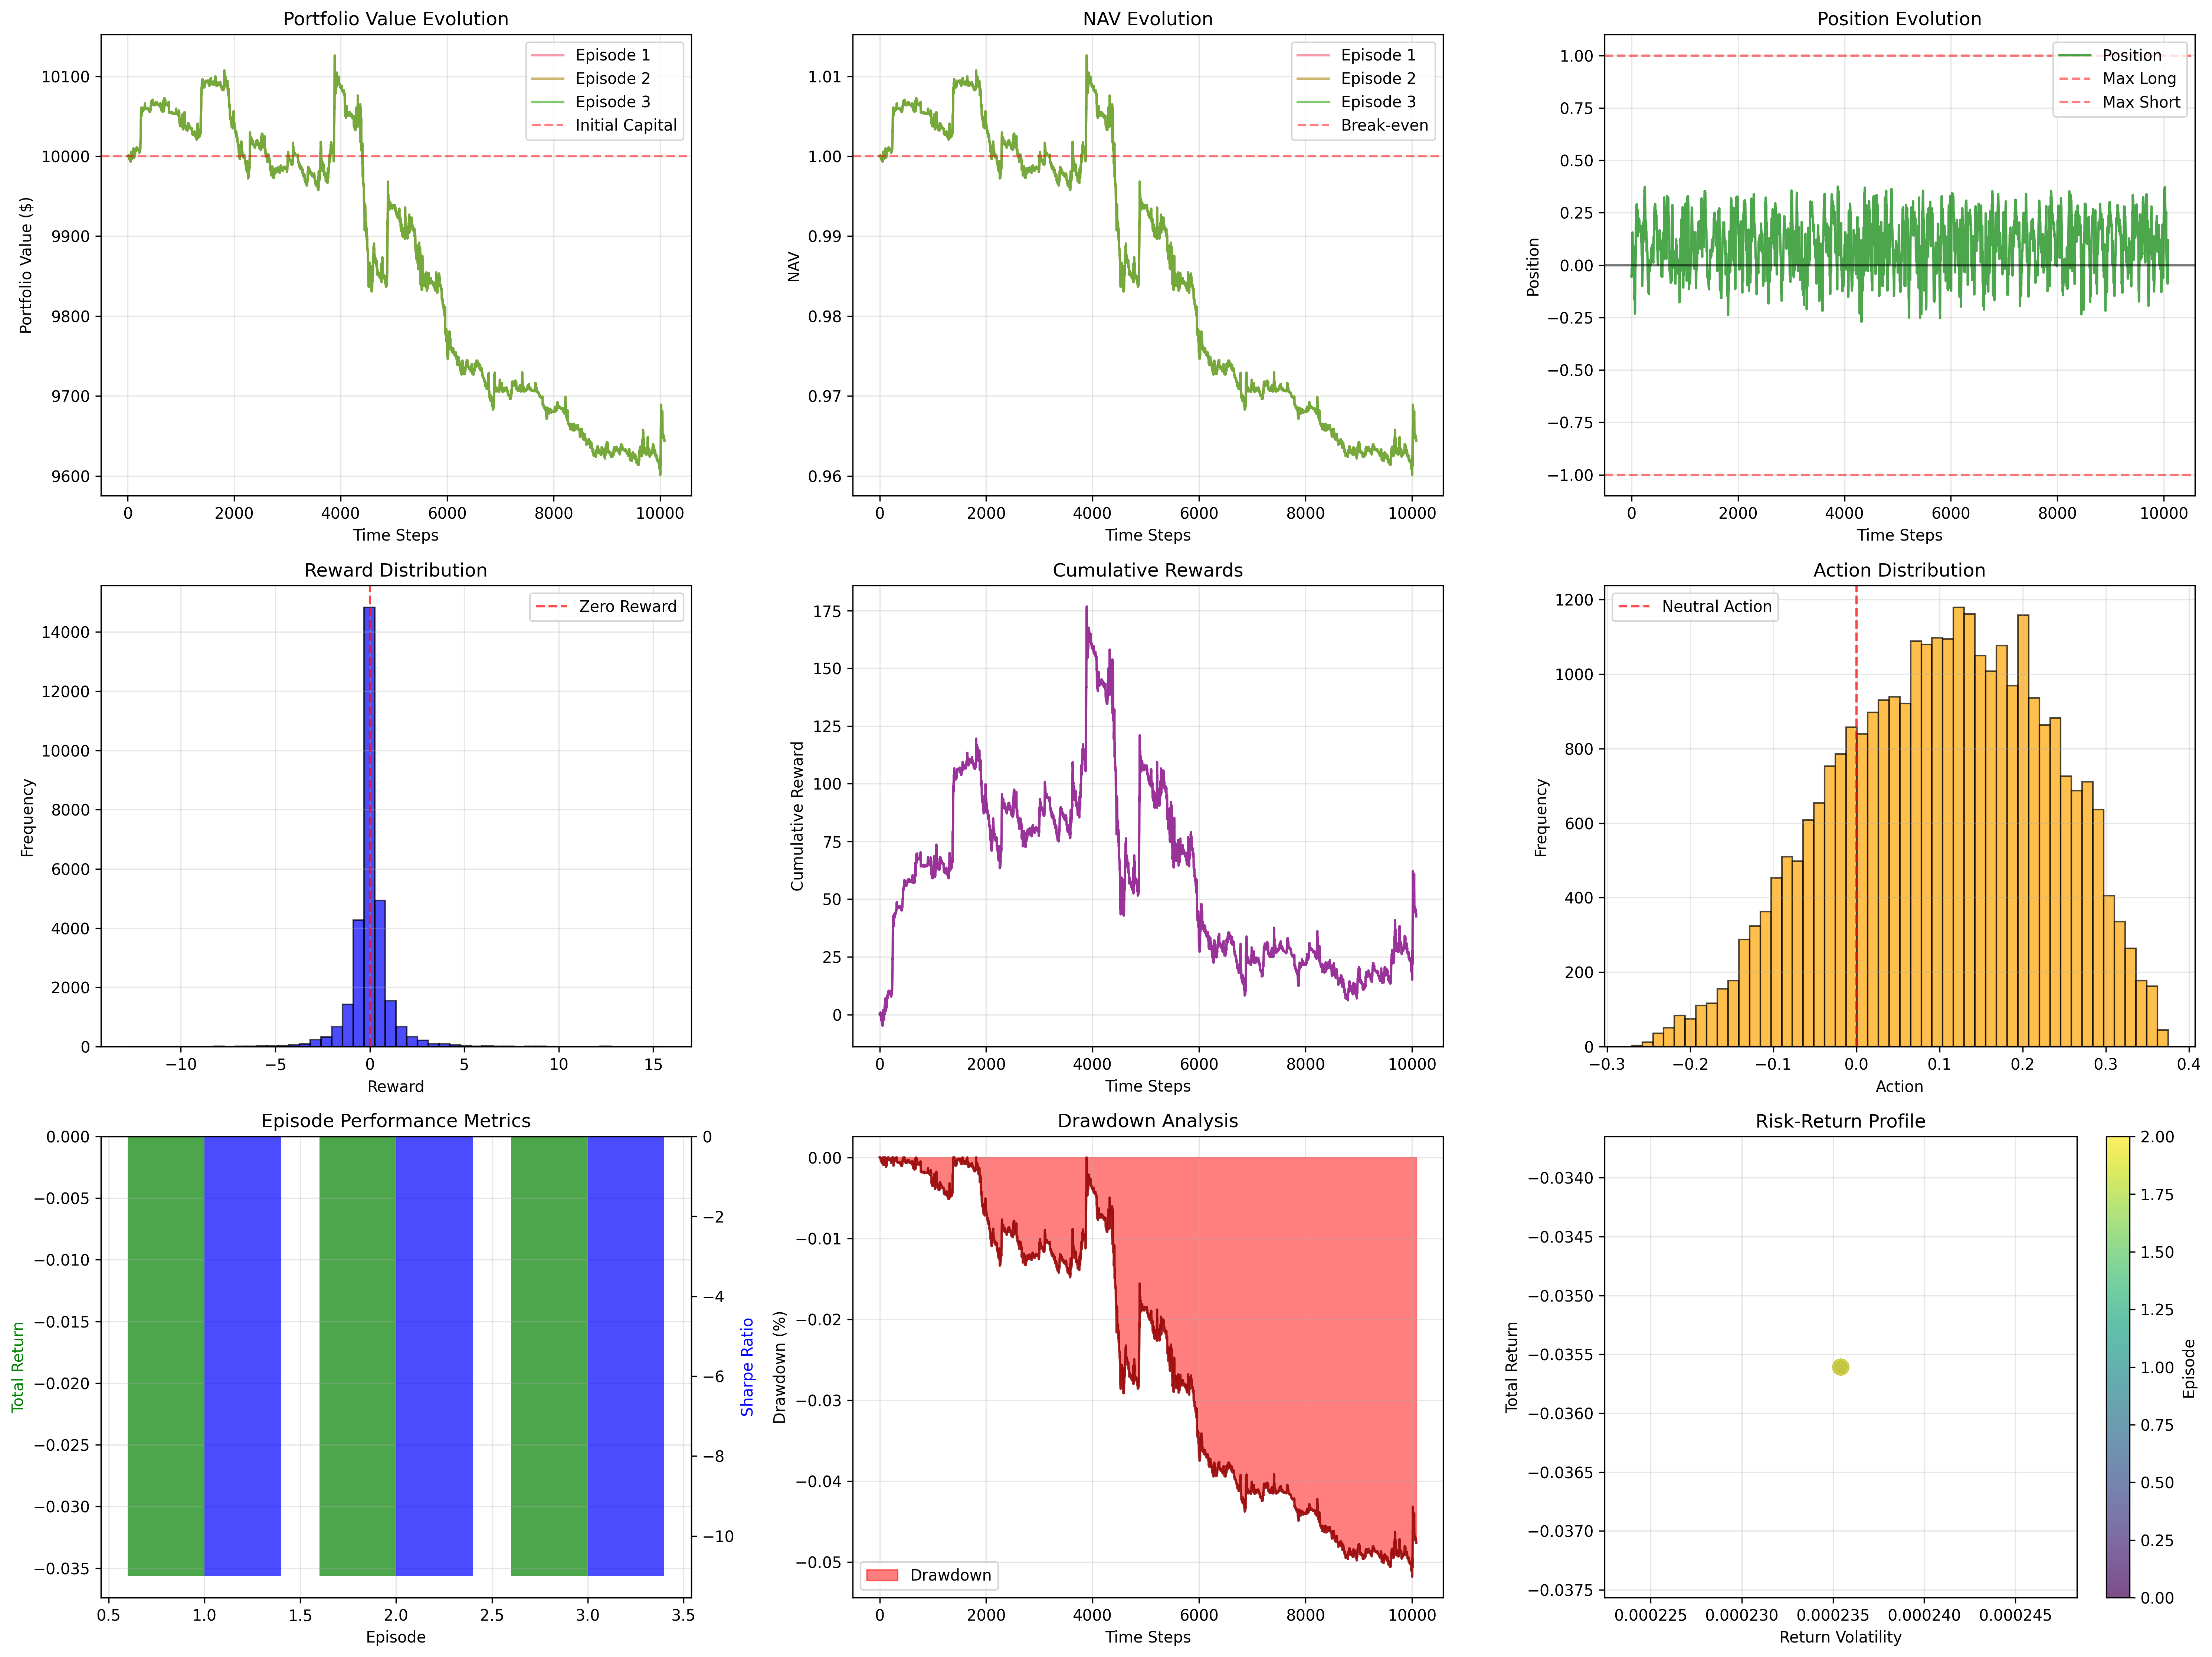 Portfolio Value Evolution
Portfolio Value ($)
10100
10000
9900
9800
9700
9600
Episode 1
Episode 2
Episode 3
Initial Capital
0 2000 4000 6000 8000 10000
Time Steps
NAV Evolution
NAV
1.01
1.00
0.99
0.98
0.97
0.96
Episode 1
Episode 2
Episode 3
Break-even
0 2000 4000 6000 8000 10000
Time Steps
Position Evolution
Position
1.00
0.75
0.50
0.25
0.00
−0.25
−0.50
−0.75
−1.00
Position
Max Long
Max Short
0 2000 4000 6000 8000 10000
Time Steps
Reward Distribution
Frequency
14000
12000
10000
8000
6000
4000
2000
0
Zero Reward
−10 −5 0 5 10 15
Reward
Cumulative Rewards
Cumulative Reward
175
150
125
100
75
50
25
0
0 2000 4000 6000 8000 10000
Time Steps
Action Distribution
Frequency
1200
1000
800
600
400
200
0
Neutral Action
−0.3 −0.2 −0.1 0.0 0.1 0.2 0.3 0.4
Action
Episode Performance Metrics
Total Return
0.000
−0.005
−0.010
−0.015
−0.020
−0.025
−0.030
−0.035
0
−2
−4
−6
−8
−10
Sharpe Ratio
0.5 1.0 1.5 2.0 2.5 3.0 3.5
Episode
Drawdown Analysis
Drawdown (%)
0.00
−0.01
−0.02
−0.03
−0.04
−0.05
Drawdown
0 2000 4000 6000 8000 10000
Time Steps
Risk-Return Profile
Total Return
−0.0340
−0.0345
−0.0350
−0.0355
−0.0360
−0.0365
−0.0370
−0.0375
0.000225 0.000230 0.000235 0.000240 0.000245
Return Volatility
2.00
1.75
1.50
1.25
1.00
0.75
0.50
0.25
0.00
Episode